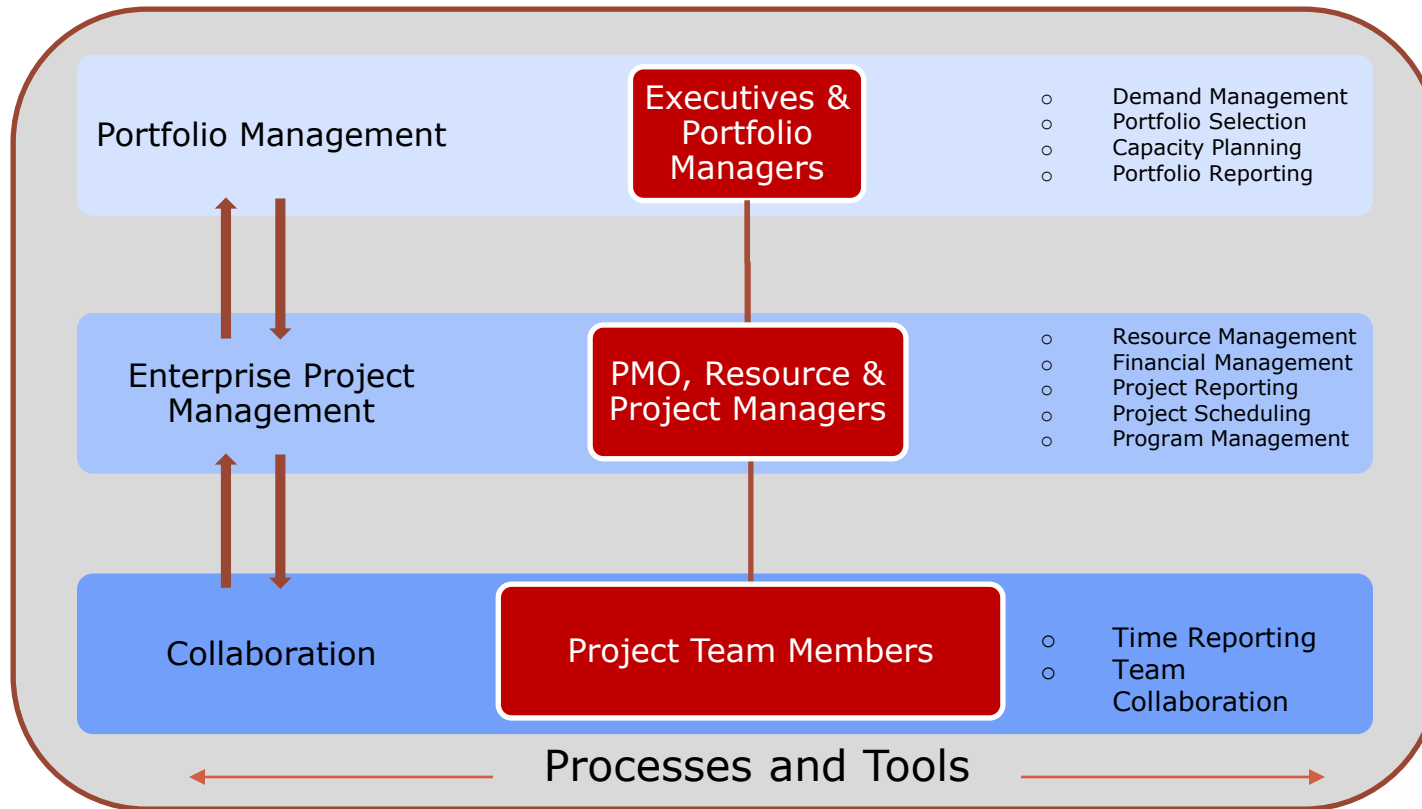 Portfolio Management
Executives &
Portfolio
Managers
o Demand Management
o Portfolio Selection
o Capacity Planning
o Portfolio Reporting
Enterprise Project
Management
PMO, Resource &
Project Managers
o Resource Management
o Financial Management
o Project Reporting
o Project Scheduling
o Program Management
Collaboration
Project Team Members
o Time Reporting
o Team
Collaboration
Processes and Tools